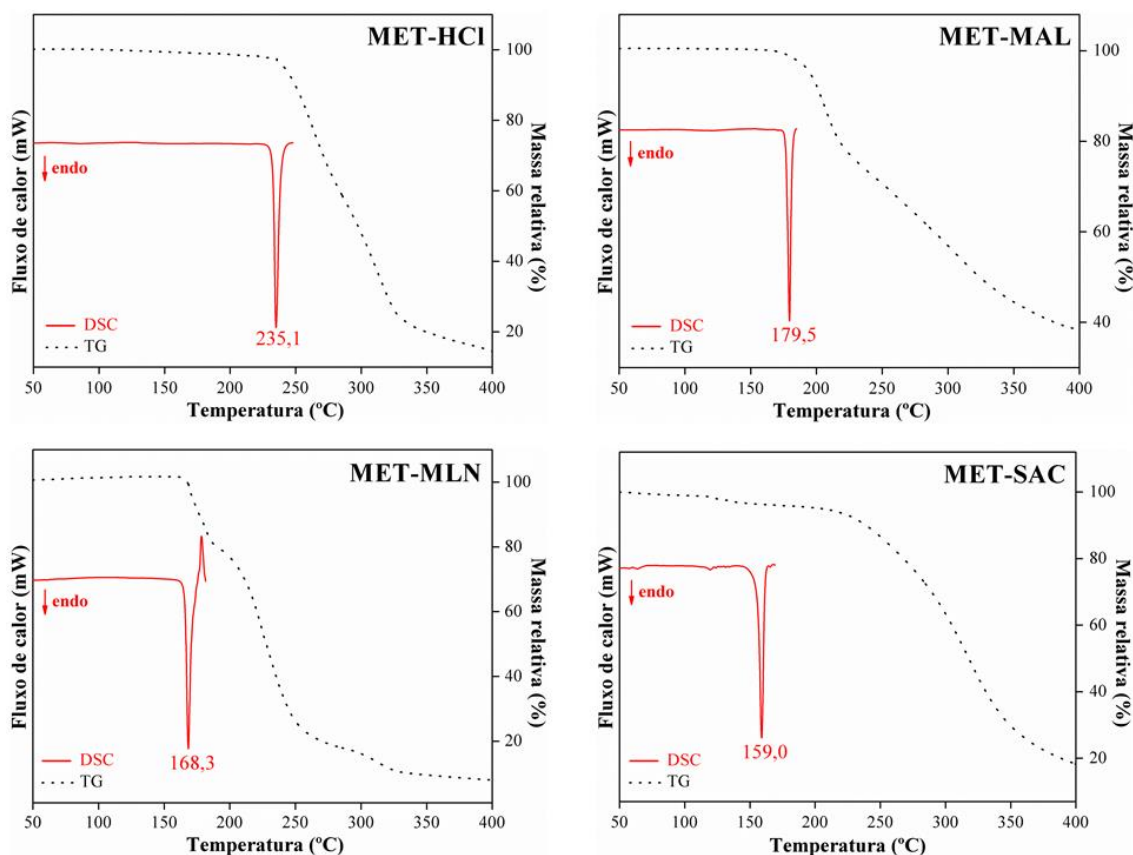 MET-HCl
Fluxo de calor (mW)
endo
DSC
TG
235,1
100
80
60
40
20
Massa relativa (%)
50 100 150 200 250 300 350 400
Temperatura (ºC)
MET-MAL
Fluxo de calor (mW)
endo
DSC
TG
179,5
100
80
60
40
Massa relativa (%)
50 100 150 200 250 300 350 400
Temperatura (ºC)
MET-MLN
Fluxo de calor (mW)
endo
DSC
TG
168,3
100
80
60
40
20
Massa relativa (%)
50 100 150 200 250 300 350 400
Temperatura (ºC)
MET-SAC
Fluxo de calor (mW)
endo
DSC
TG
159,0
100
80
60
40
20
Massa relativa (%)
50 100 150 200 250 300 350 400
Temperatura (ºC)